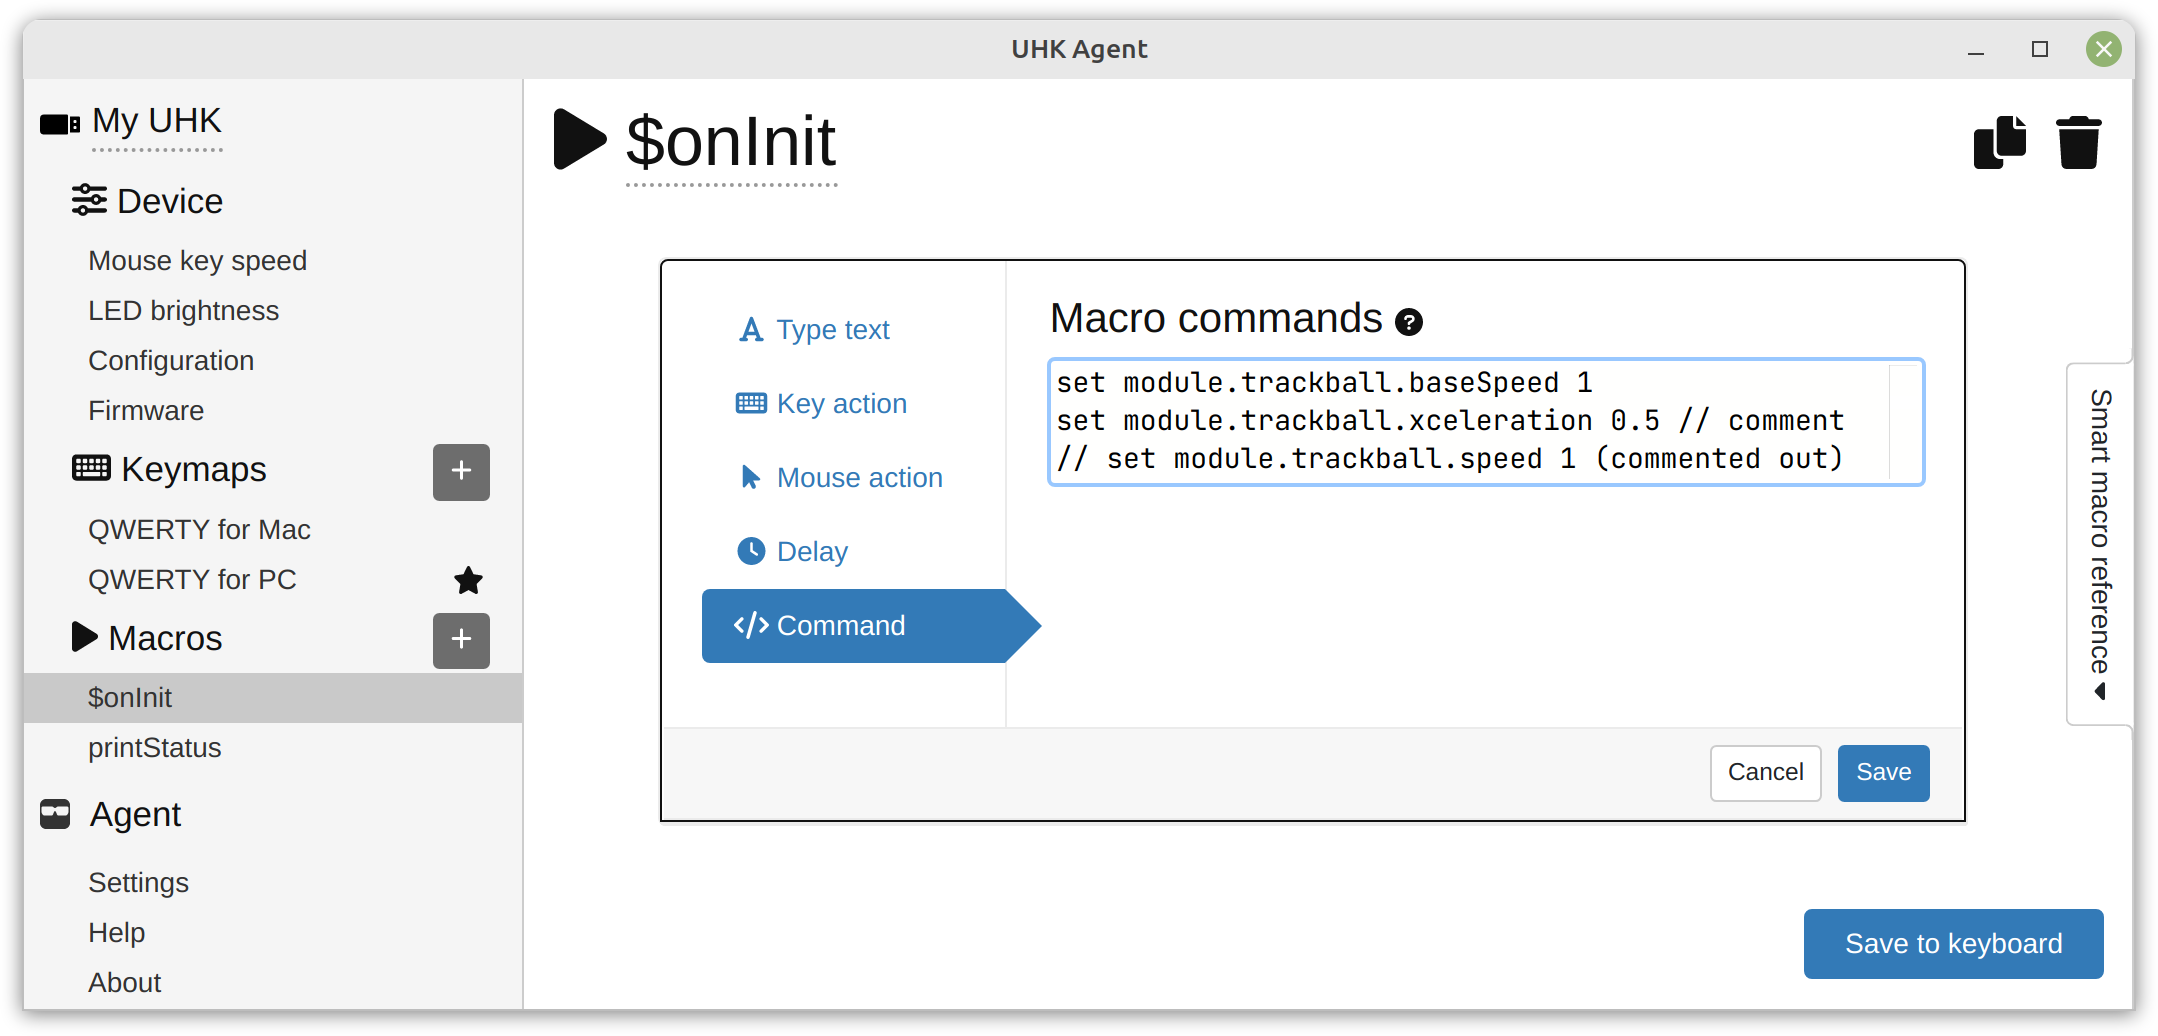 UHK Agent
My UHK
Device
Mouse key speed
LED brightness
Configuration
Firmware
Keymaps
QWERTY for Mac
QWERTY for PC
Macros
$onInit
printStatus
Agent
Settings
Help
About
$onInit
Type text
Key action
Mouse action
Delay
Command
Macro commands
set module.trackball.baseSpeed 1
set module.trackball.xceleration 0.5 // comment
// set module.trackball.speed 1 (commented out)
Cancel
Save
Smart macro reference
Save to keyboard